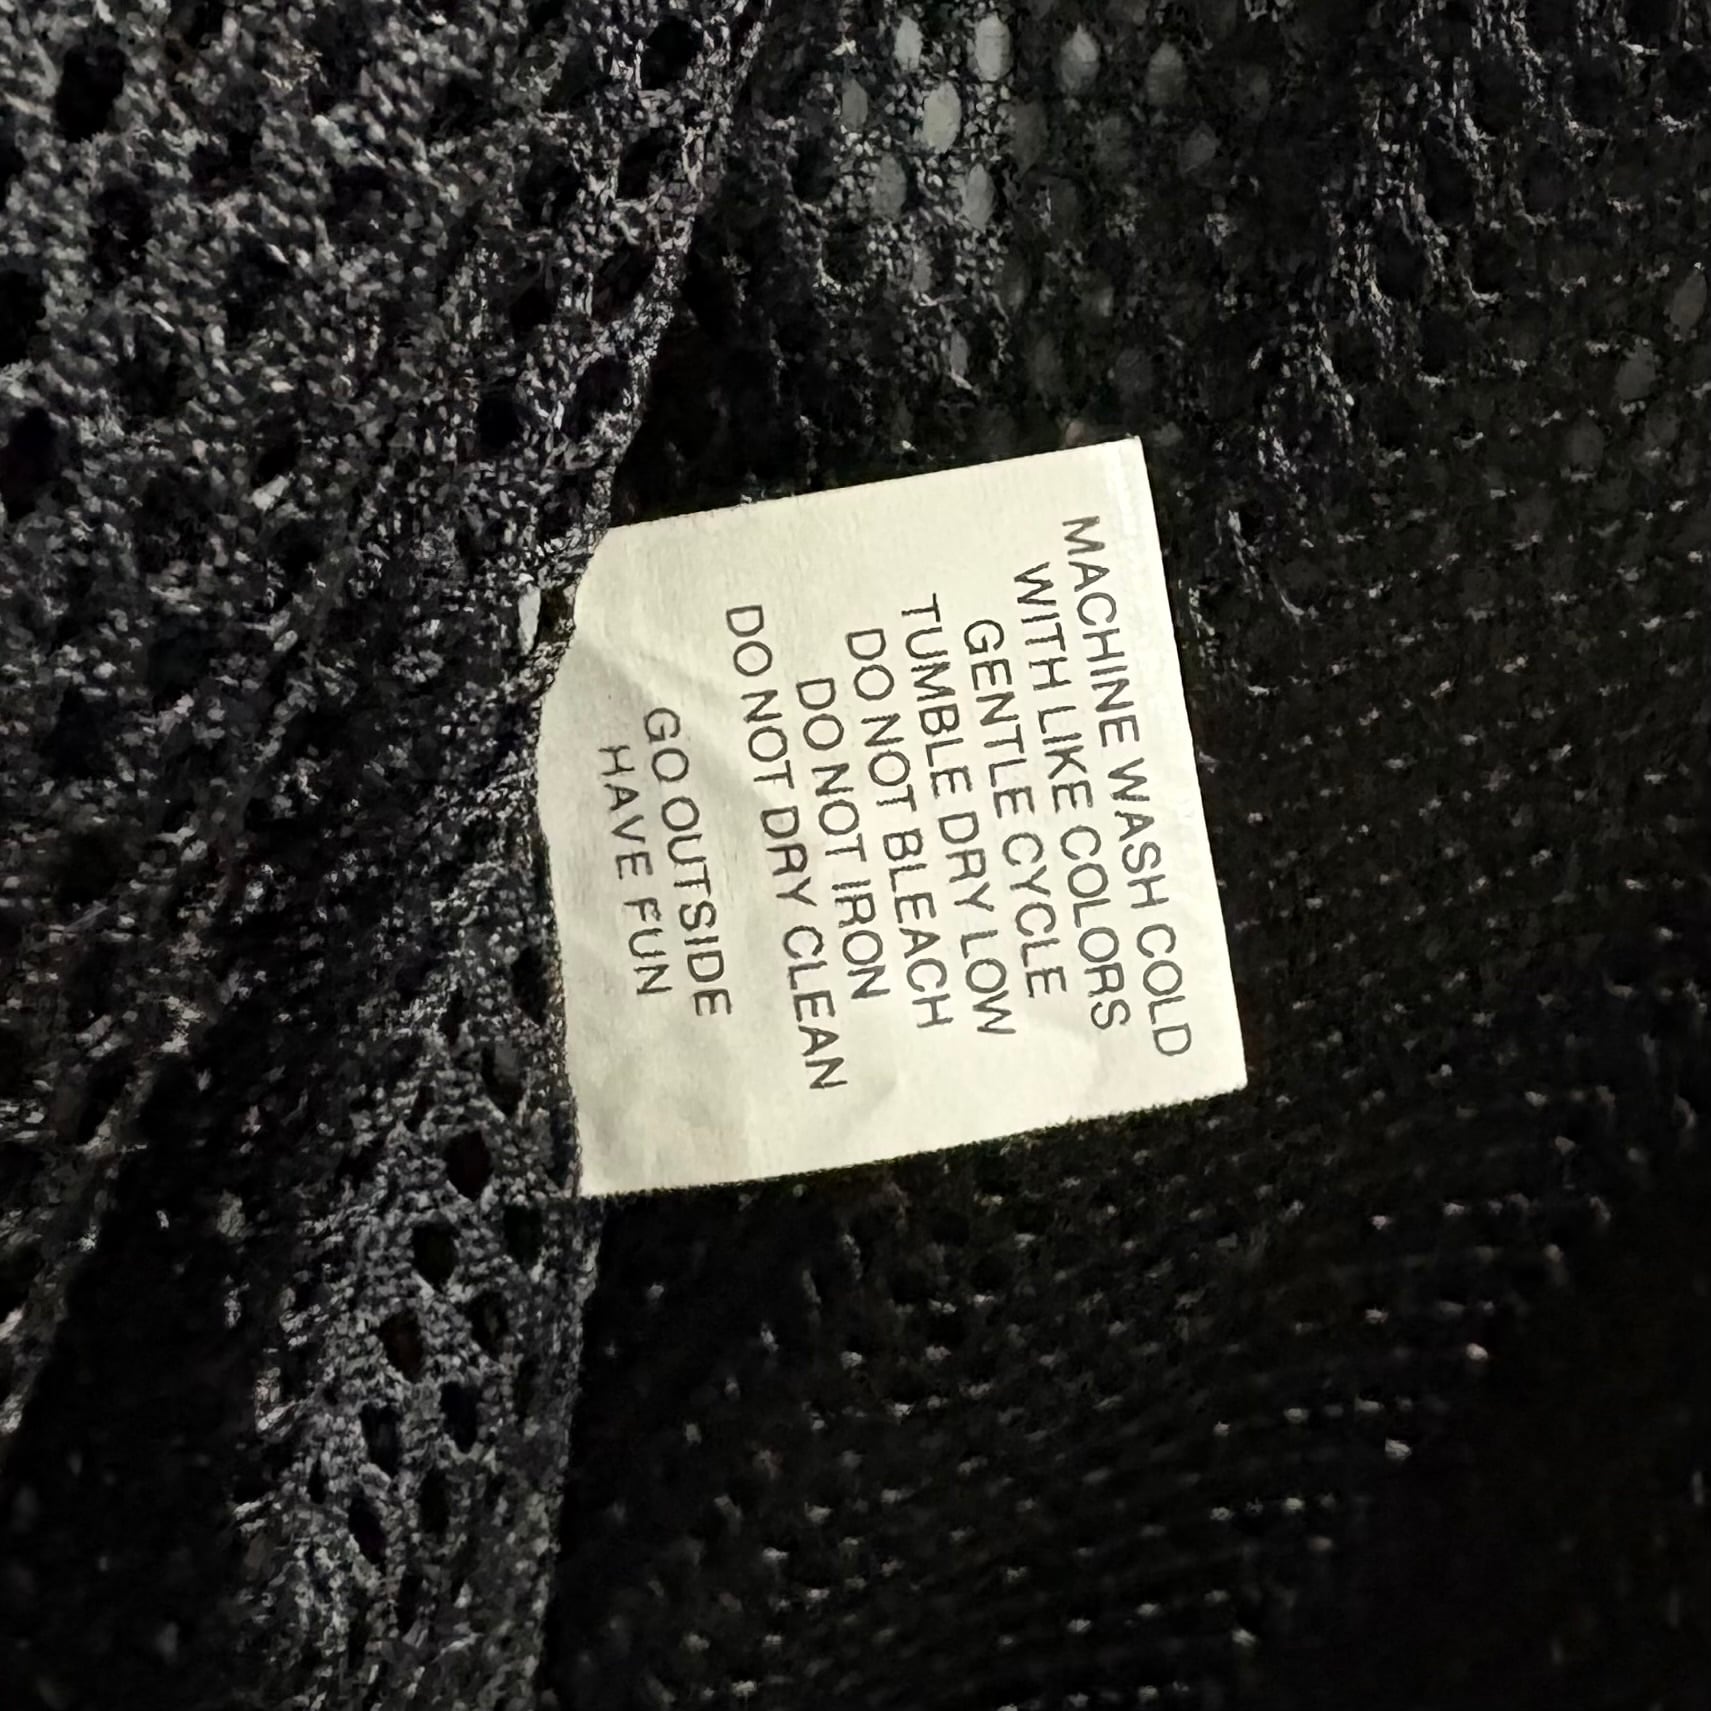 MACHINE WASH COLD
WITH LIKE COLORS
GENTLE CYCLE
TUMBLE DRY LOW
DO NOT BLEACH
DO NOT IRON
DO NOT DRY CLEAN
GO OUTSIDE
HAVE FUN